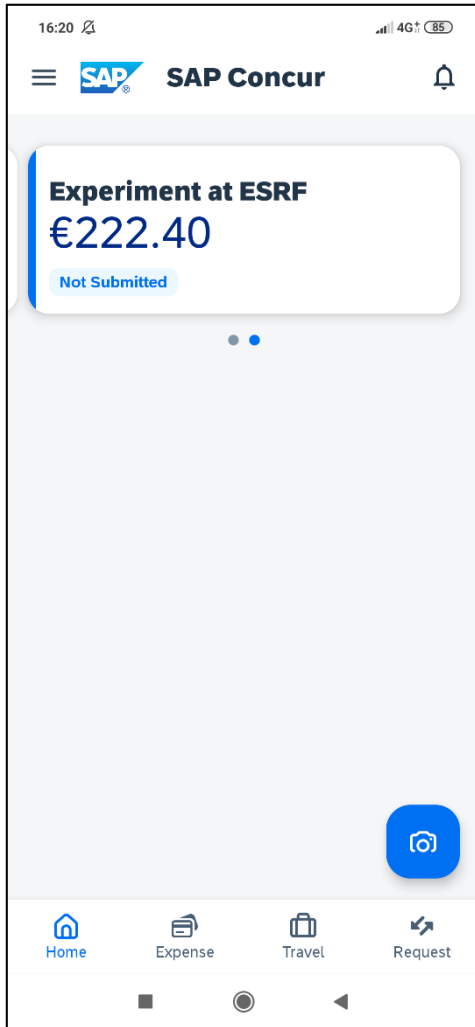 16:20 4G+ 85
SAP® SAP Concur
Experiment at ESRF
€222.40
Not Submitted
Home Expense Travel Request